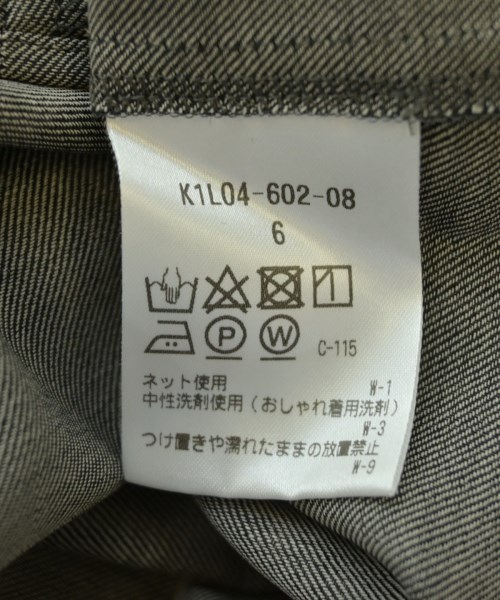 K1L04-602-08
6
P W C-115
ネット使用 W-1
中性洗剤使用（おしゃれ着用洗剤）
W-3
つけ置きや濡れたままの放置禁止
W-9